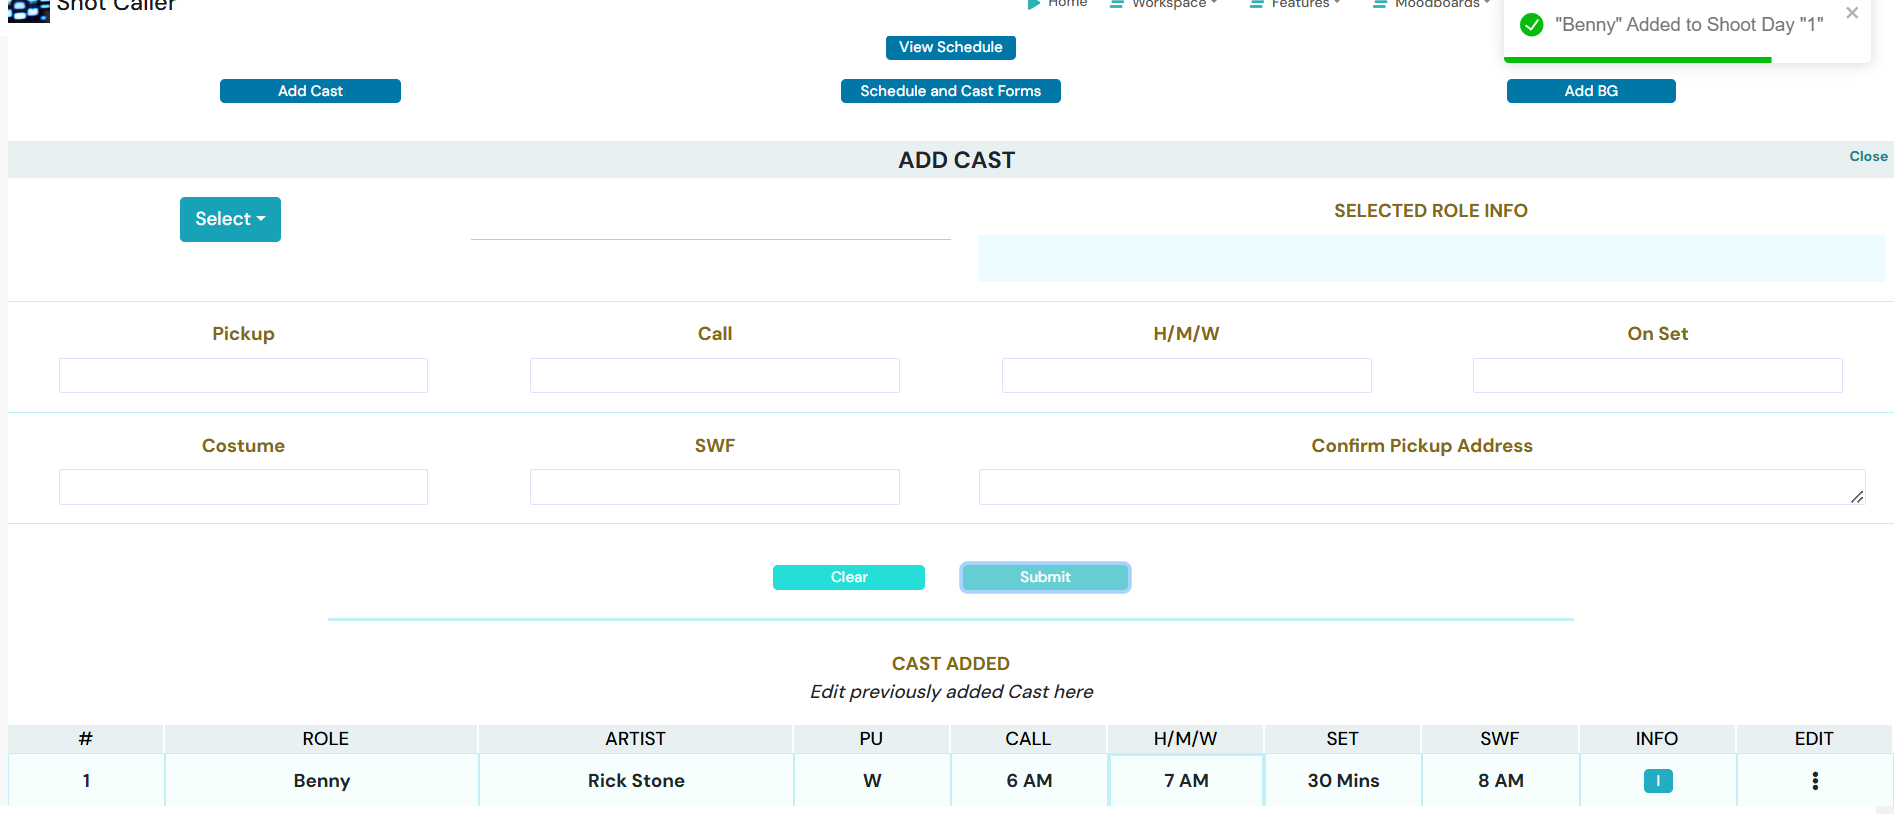 Shot Caller
Home Workspace Features Moodboards
"Benny" Added to Shoot Day "1"
View Schedule
Add Cast Schedule and Cast Forms Add BG
ADD CAST Close
Select SELECTED ROLE INFO
Pickup Call H/M/W On Set
Costume SWF Confirm Pickup Address
Clear Submit
CAST ADDED
Edit previously added Cast here
# ROLE ARTIST PU CALL H/M/W SET SWF INFO EDIT
1 Benny Rick Stone W 6 AM 7 AM 30 Mins 8 AM I